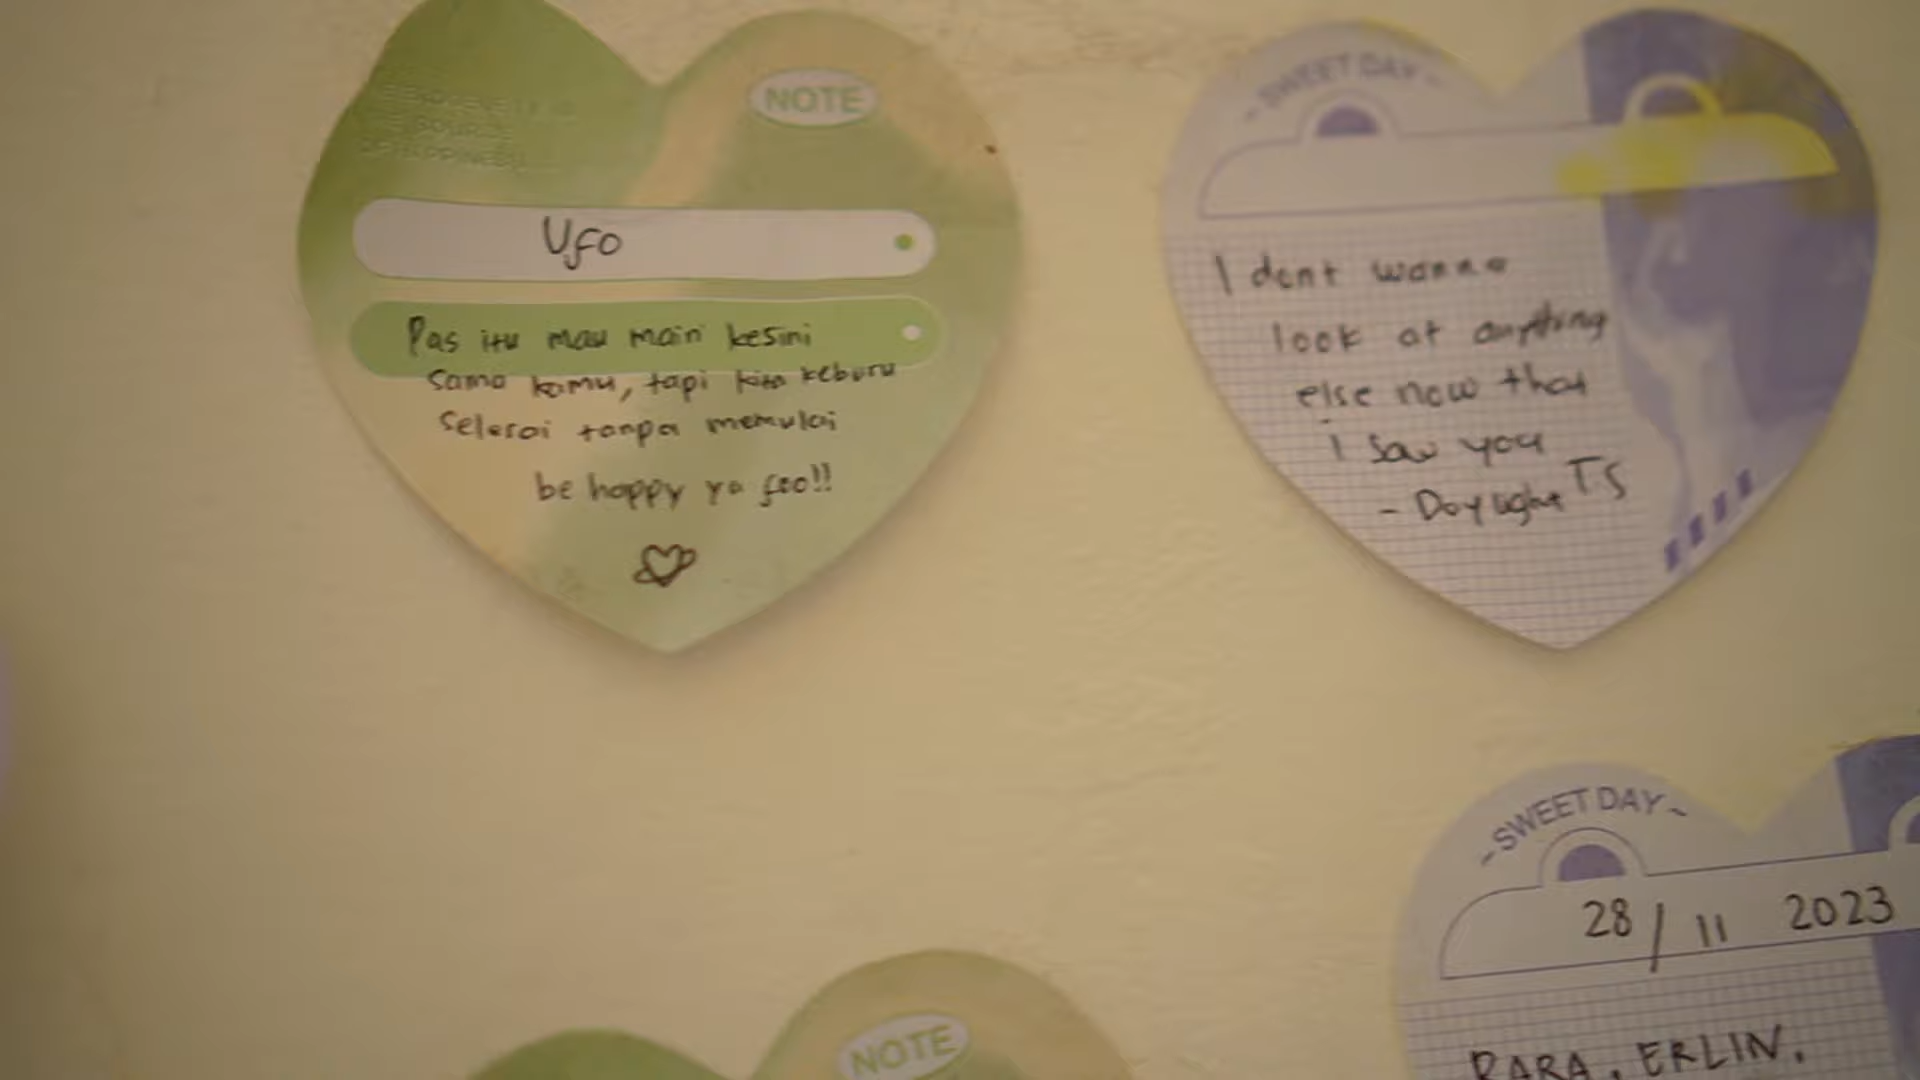 NOTE
Ufo
Pas itu mau main kesini
sama kamu, tapi kita keburu
selesai tanpa memulai
be happy ya foo!!
- SWEET DAY -
I dont wanna
look at anything
else now that
i saw you
- Daylight TS
- SWEET DAY -
28 / 11 2023
RARA, ERLIN,
NOTE